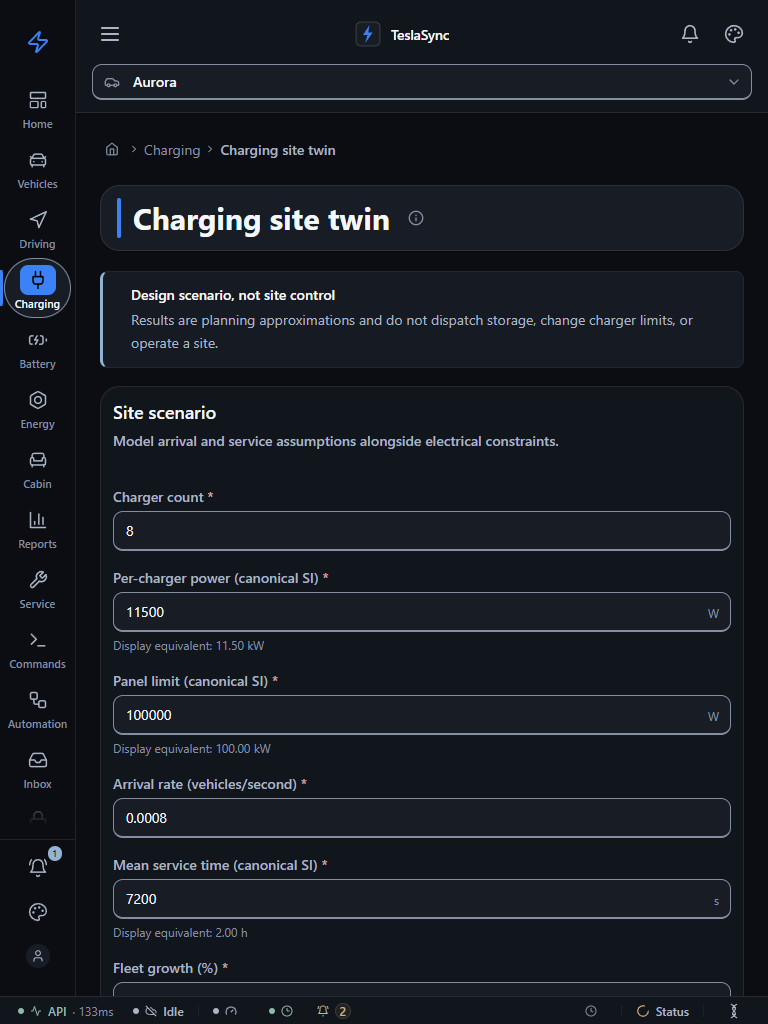 TeslaSync
Aurora
Home
Vehicles
Driving
Charging
Battery
Energy
Cabin
Reports
Service
Commands
Automation
Inbox
1
Charging > Charging site twin
Charging site twin
Design scenario, not site control
Results are planning approximations and do not dispatch storage, change charger limits, or
operate a site.
Site scenario
Model arrival and service assumptions alongside electrical constraints.
Charger count *
8
Per-charger power (canonical SI) *
11500 W
Display equivalent: 11.50 kW
Panel limit (canonical SI) *
100000 W
Display equivalent: 100.00 kW
Arrival rate (vehicles/second) *
0.0008
Mean service time (canonical SI) *
7200 s
Display equivalent: 2.00 h
Fleet growth (%) *
API · 133ms Idle 2 Status